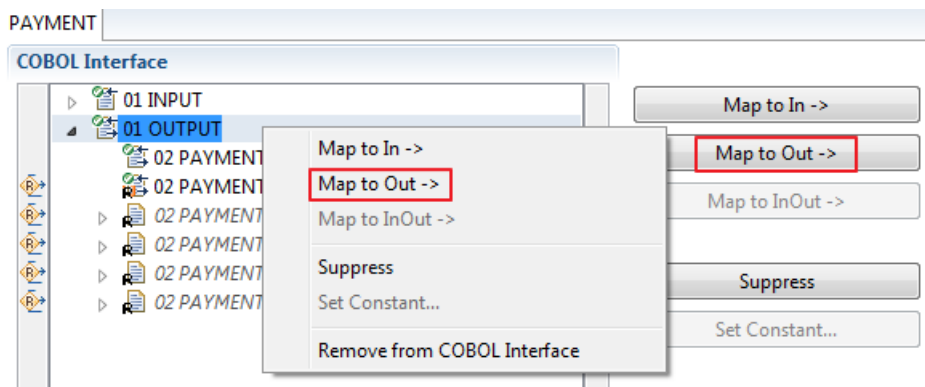 PAYMENT
COBOL Interface
01 INPUT
01 OUTPUT
02 PAYMENT
02 PAYMENT
02 PAYMENT
02 PAYMENT
02 PAYMENT
02 PAYMENT
Map to In ->
Map to Out ->
Map to InOut ->
Suppress
Set Constant...
Remove from COBOL Interface
Map to In ->
Map to Out ->
Map to InOut ->
Suppress
Set Constant...